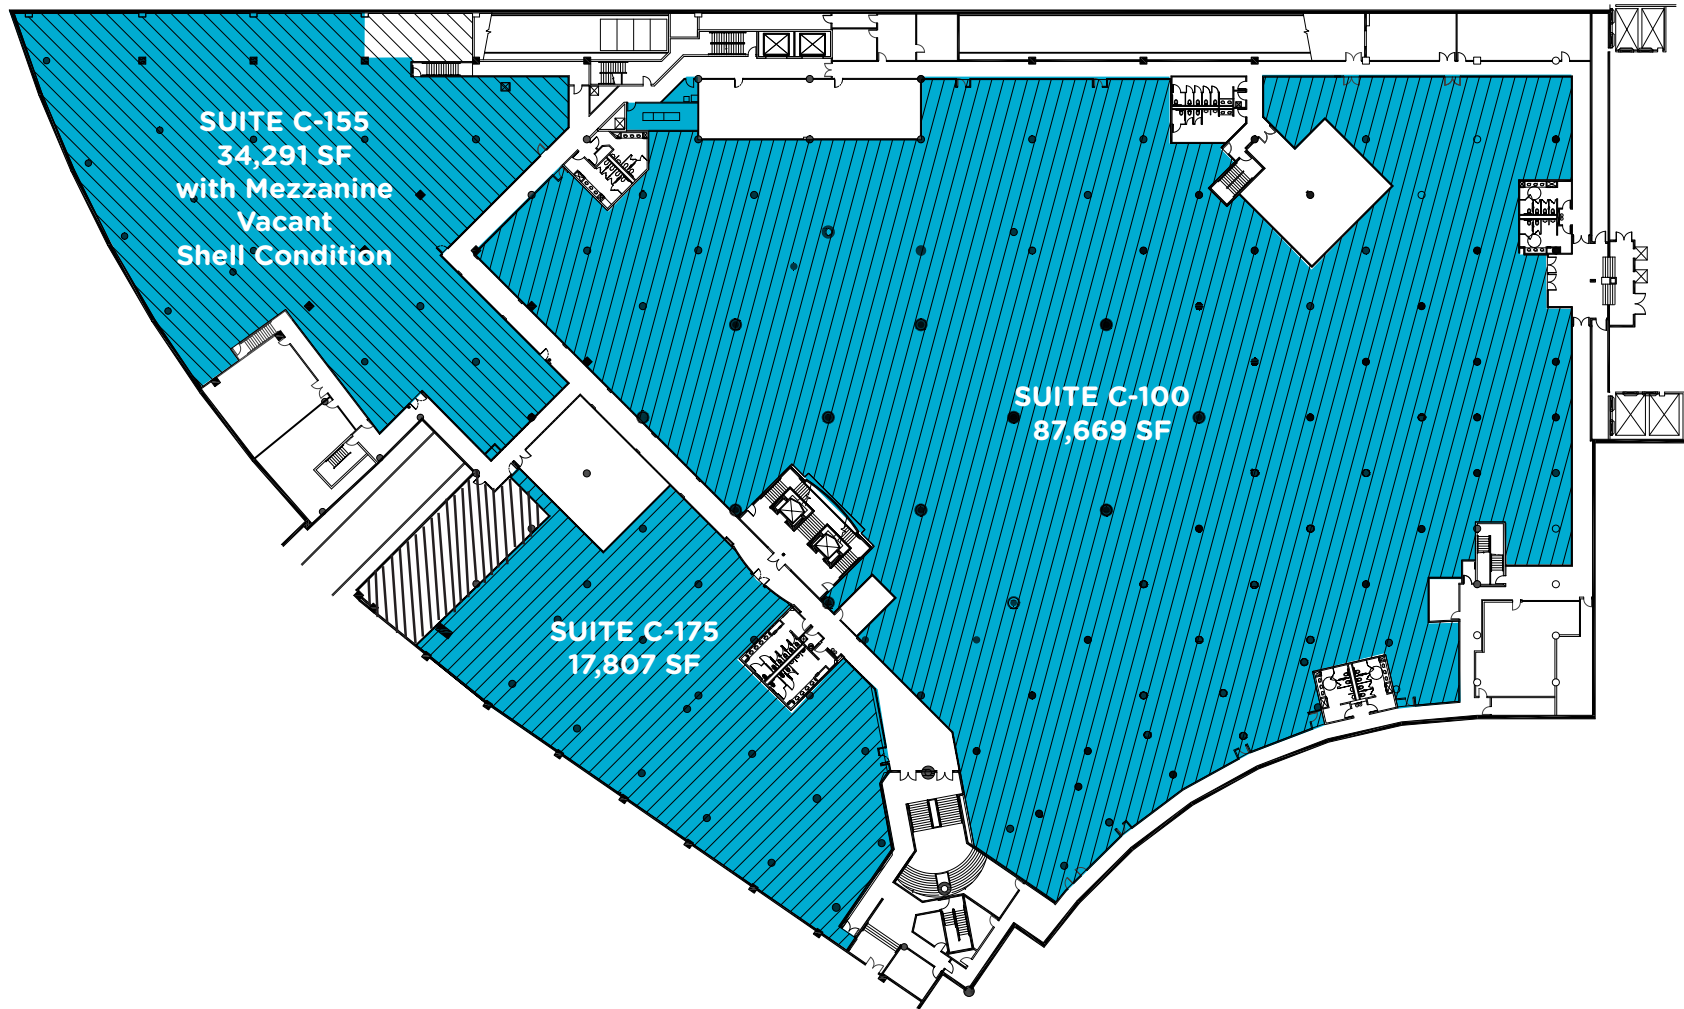 SUITE C-155
34,291 SF
with Mezzanine
Vacant
Shell Condition
SUITE C-100
87,669 SF
SUITE C-175
17,807 SF